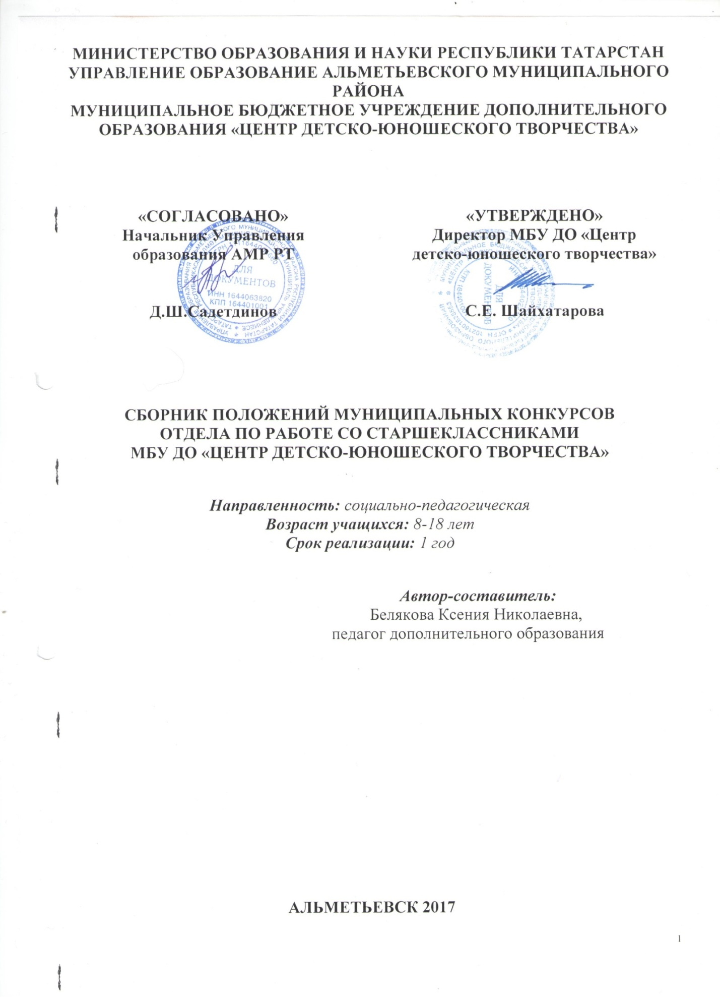 МИНИСТЕРСТВО ОБРАЗОВАНИЯ И НАУКИ РЕСПУБЛИКИ ТАТАРСТАН
УПРАВЛЕНИЕ ОБРАЗОВАНИЕ АЛЬМЕТЬЕВСКОГО МУНИЦИПАЛЬНОГО
РАЙОНА
МУНИЦИПАЛЬНОЕ БЮДЖЕТНОЕ УЧРЕЖДЕНИЕ ДОПОЛНИТЕЛЬНОГО
ОБРАЗОВАНИЯ «ЦЕНТР ДЕТСКО-ЮНОШЕСКОГО ТВОРЧЕСТВА»
«СОГЛАСОВАНО»
Начальник Управления
образования АМР РТ
Д.Ш.Садетдинов
ДЛЯ
ДОКУМЕНТОВ
ИНН 1644063820
КПП 164401001
«УТВЕРЖДЕНО»
Директор МБУ ДО «Центр
детско-юношеского творчества»
С.Е. Шайхатарова
ДЛЯ
ДОКУМЕНТОВ
СБОРНИК ПОЛОЖЕНИЙ МУНИЦИПАЛЬНЫХ КОНКУРСОВ
ОТДЕЛА ПО РАБОТЕ СО СТАРШЕКЛАССНИКАМИ
МБУ ДО «ЦЕНТР ДЕТСКО-ЮНОШЕСКОГО ТВОРЧЕСТВА»
Направленность: социально-педагогическая
Возраст учащихся: 8-18 лет
Срок реализации: 1 год
Автор-составитель:
Белякова Ксения Николаевна,
педагог дополнительного образования
АЛЬМЕТЬЕВСК 2017
1